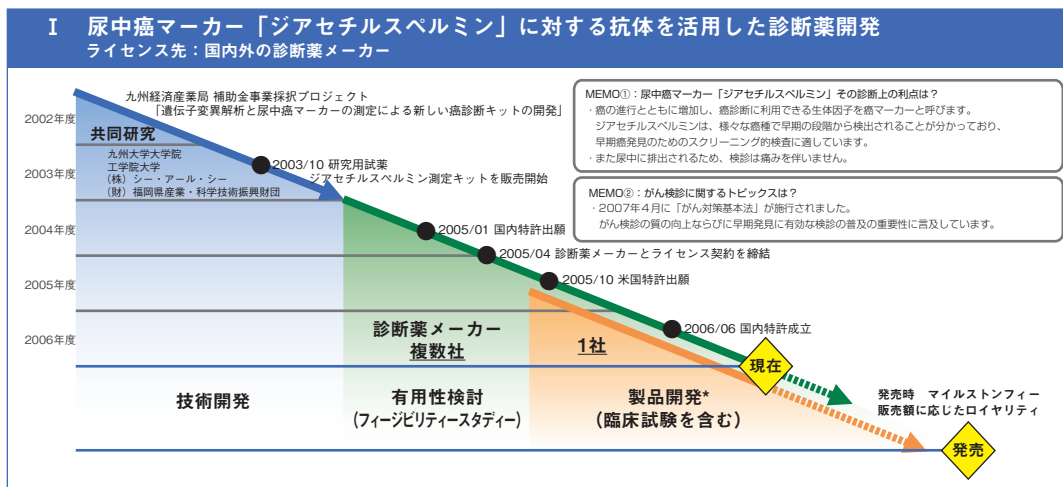 I 尿中癌マーカー「ジアセチルスペルミン」に対する抗体を活用した診断薬開発
ライセンス先：国内外の診断薬メーカー
九州経済産業局 補助金事業採択プロジェクト
「遺伝子変異解析と尿中癌マーカーの測定による新しい癌診断キットの開発」
MEMO①：尿中癌マーカー「ジアセチルスペルミン」その診断上の利点は？
・癌の進行とともに増加し、癌診断に利用できる生体因子を癌マーカーと呼びます。
ジアセチルスペルミンは、様々な癌種で早期の段階から検出されることが分かっており、
早期癌発見のためのスクリーニング的検査に適しています。
・また尿中に排出されるため、検診は痛みを伴いません。
MEMO②：がん検診に関するトピックスは？
・2007年4月に「がん対策基本法」が施行されました。
がん検診の質の向上ならびに早期発見に有効な検診の普及の重要性に言及しています。
2002年度
共同研究
九州大学大学院
工学院大学
（株）シー・アール・シー
（財）福岡県産業・科学技術振興財団
2003年度
2003/10 研究用試薬
ジアセチルスペルミン測定キットを販売開始
2004年度
2005/01 国内特許出願
2005/04 診断薬メーカーとライセンス契約を締結
2005年度
2005/10 米国特許出願
2006年度
2006/06 国内特許成立
診断薬メーカー
複数社
1社
現在
技術開発
有用性検討
（フィージビリティースタディー）
製品開発*
（臨床試験を含む）
発売時 マイルストンフィー
販売額に応じたロイヤリティ
発売